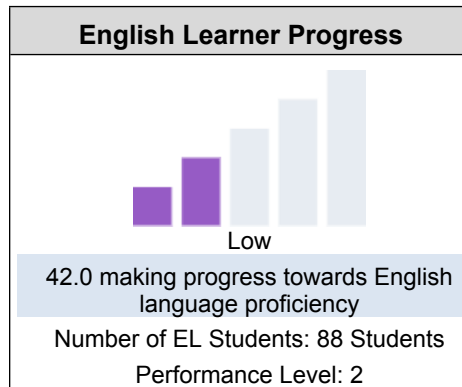 English Learner Progress
Low
42.0 making progress towards English
language proficiency
Number of EL Students: 88 Students
Performance Level: 2